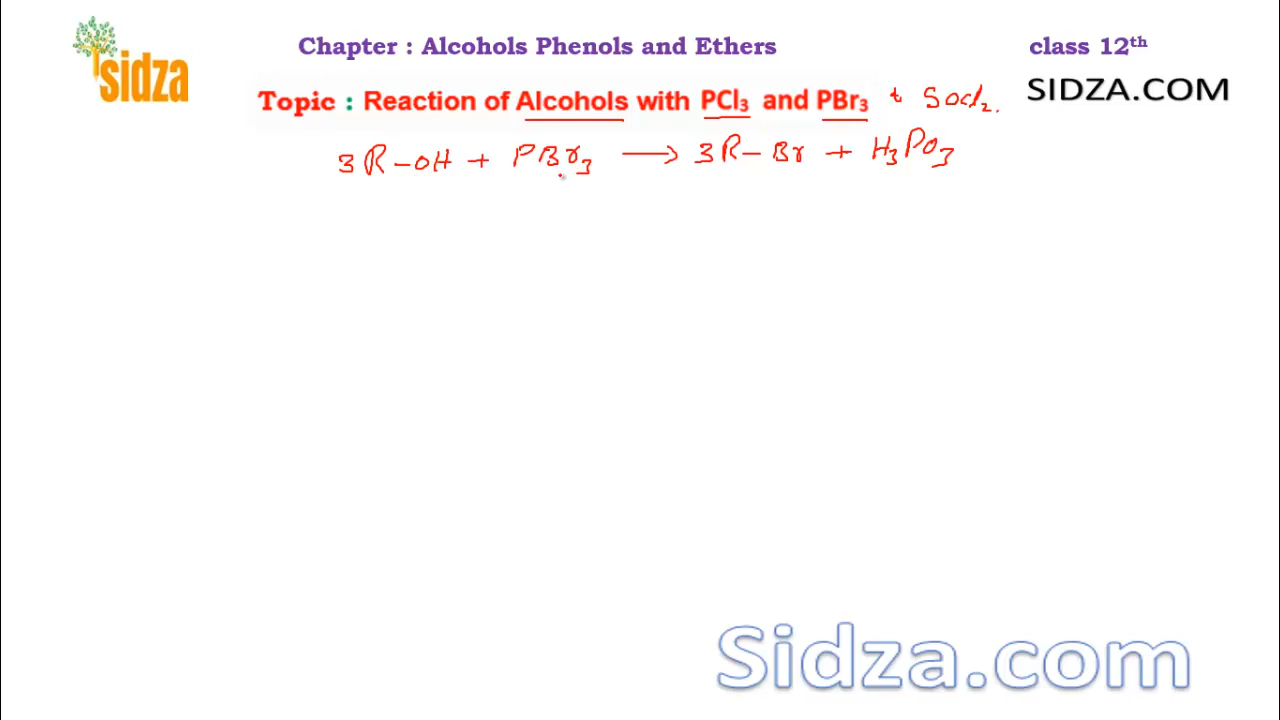 sidza
Chapter : Alcohols Phenols and Ethers
class 12th
SIDZA.COM
Topic : Reaction of Alcohols with PCl₃ and PBr₃ + SOCl₂.
3R-OH + PBr₃ → 3R-Br + H₃PO₃
Sidza.com